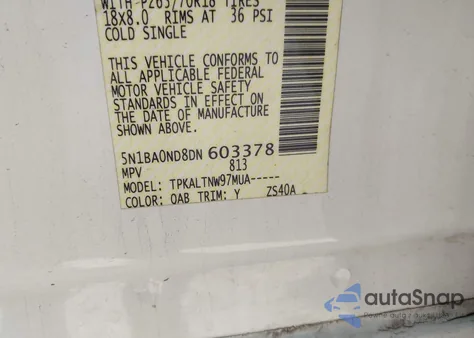 WITH P265/70R18 TIRES
18x8.0 RIMS AT 36 PSI
COLD SINGLE
THIS VEHICLE CONFORMS TO
ALL APPLICABLE FEDERAL
MOTOR VEHICLE SAFETY
STANDARDS IN EFFECT ON
THE DATE OF MANUFACTURE
SHOWN ABOVE.
5N1BA0ND8DN 603378
MPV 813
MODEL: TPKALTNW97MUA-----
COLOR: QAB TRIM: Y ZS40A
autoSnap